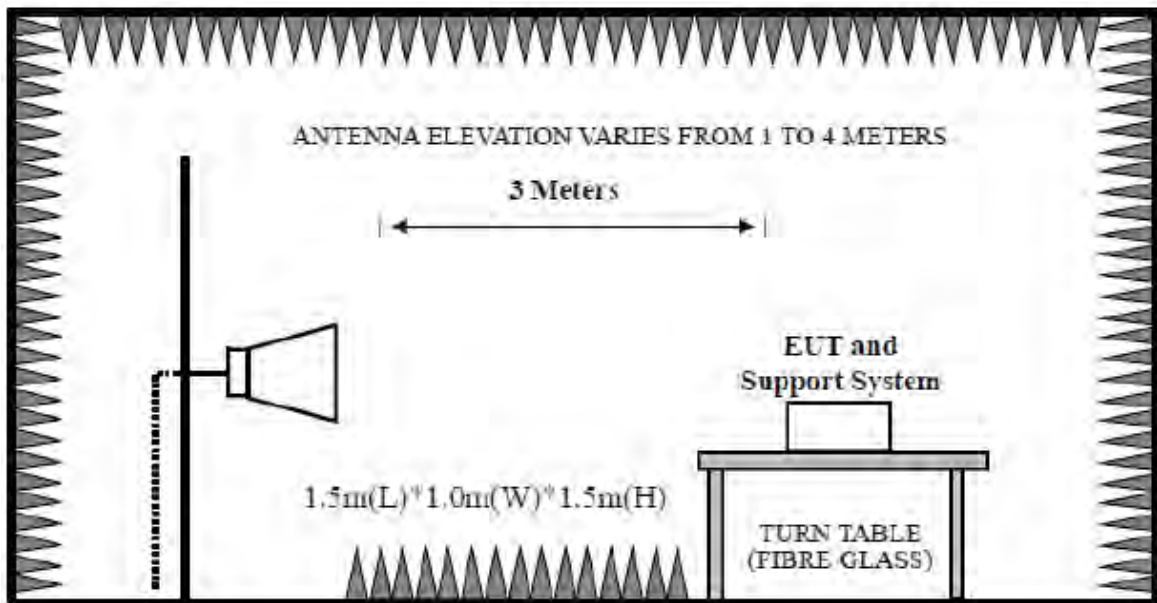 ANTENNA ELEVATION VARIES FROM 1 TO 4 METERS
3 Meters
EUT and
Support System
1.5m(L)*1.0m(W)*1.5m(H)
TURN TABLE
(FIBRE GLASS)